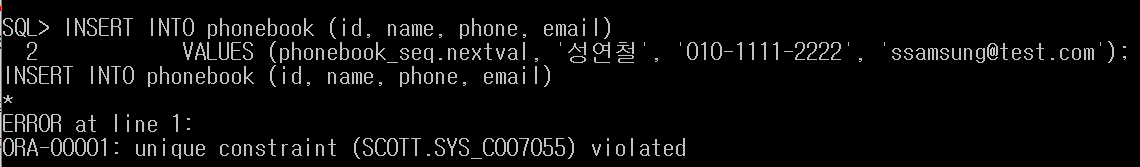 SQL> INSERT INTO phonebook (id, name, phone, email)
2 VALUES (phonebook_seq.nextval, '성연철', '010-1111-2222', 'ssamsung@test.com');
INSERT INTO phonebook (id, name, phone, email)
*
ERROR at line 1:
ORA-00001: unique constraint (SCOTT.SYS_C007055) violated